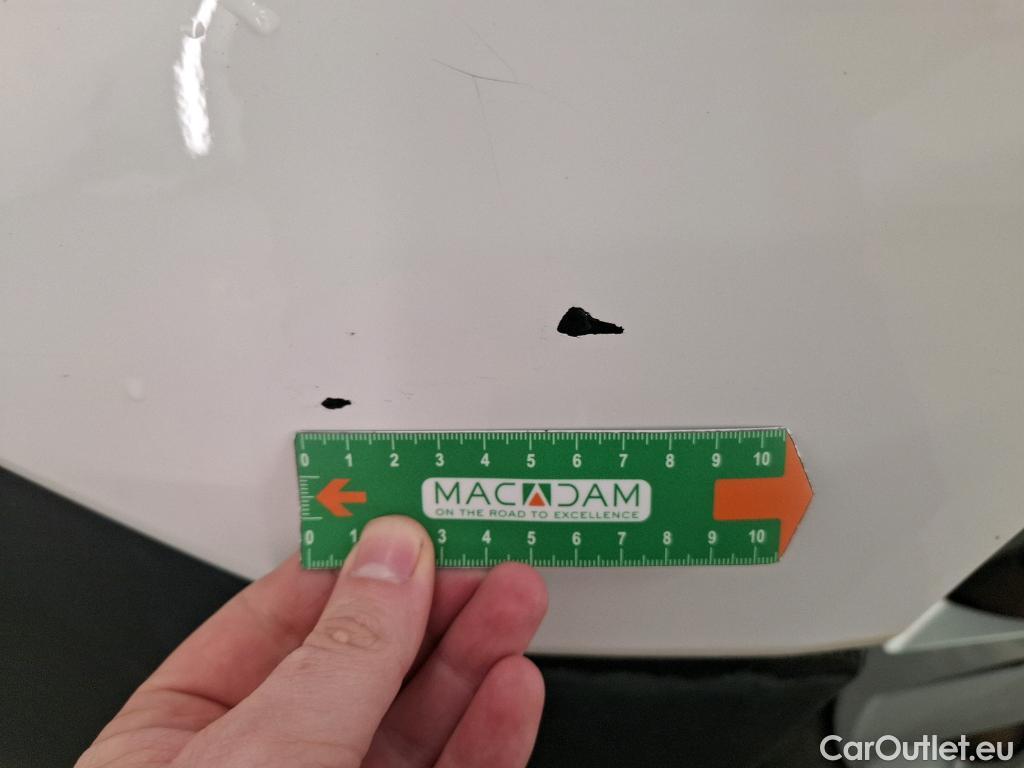 0 1 2 3 4 5 6 7 8 9 10
MACADAM
ON THE ROAD TO EXCELLENCE
0 1 3 4 5 6 7 8 9 10
CarOutlet.eu